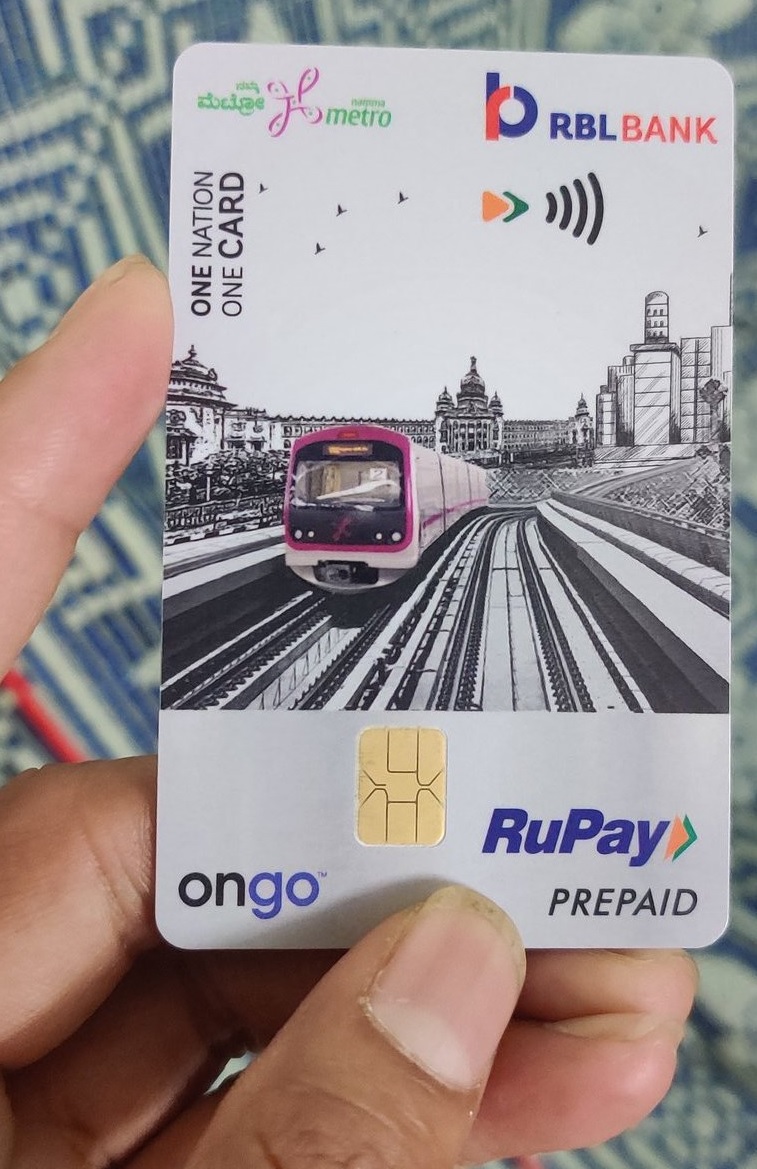 ನಮ್ಮ
ಮೆಟ್ರೋ
namma
metro
RBL BANK
ONE NATION
ONE CARD
RuPay
PREPAID
ongo™